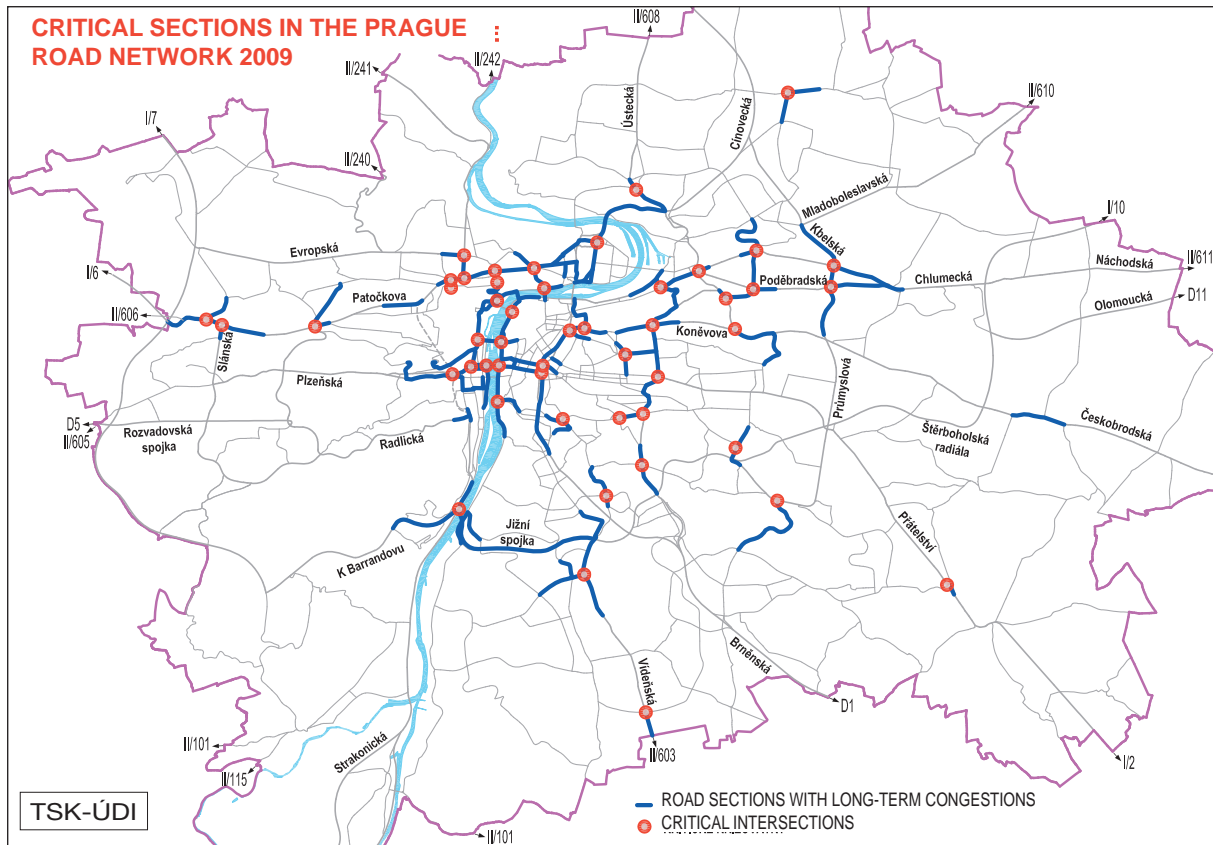 CRITICAL SECTIONS IN THE PRAGUE
ROAD NETWORK 2009
II/608
II/242
II/241
II/610
I/7
Ústecká
Cínovecká
II/240
Mladoboleslavská
I/10
Kbelská
Evropská
I/6
Náchodská
II/611
Poděbradská
Chlumecká
Patočkova
Olomoucká
D11
II/606
Koněvova
Slánská
Plzeňská
Průmyslová
D5
II/605
Rozvadovská
spojka
Radlická
Štěrboholská
radiála
Českobrodská
Jižní
spojka
Přátelství
K Barrandovu
Brněnská
Vídeňská
D1
II/101
Strakonická
II/603
I/2
II/115
TSK-ÚDI
ROAD SECTIONS WITH LONG-TERM CONGESTIONS
CRITICAL INTERSECTIONS
II/101